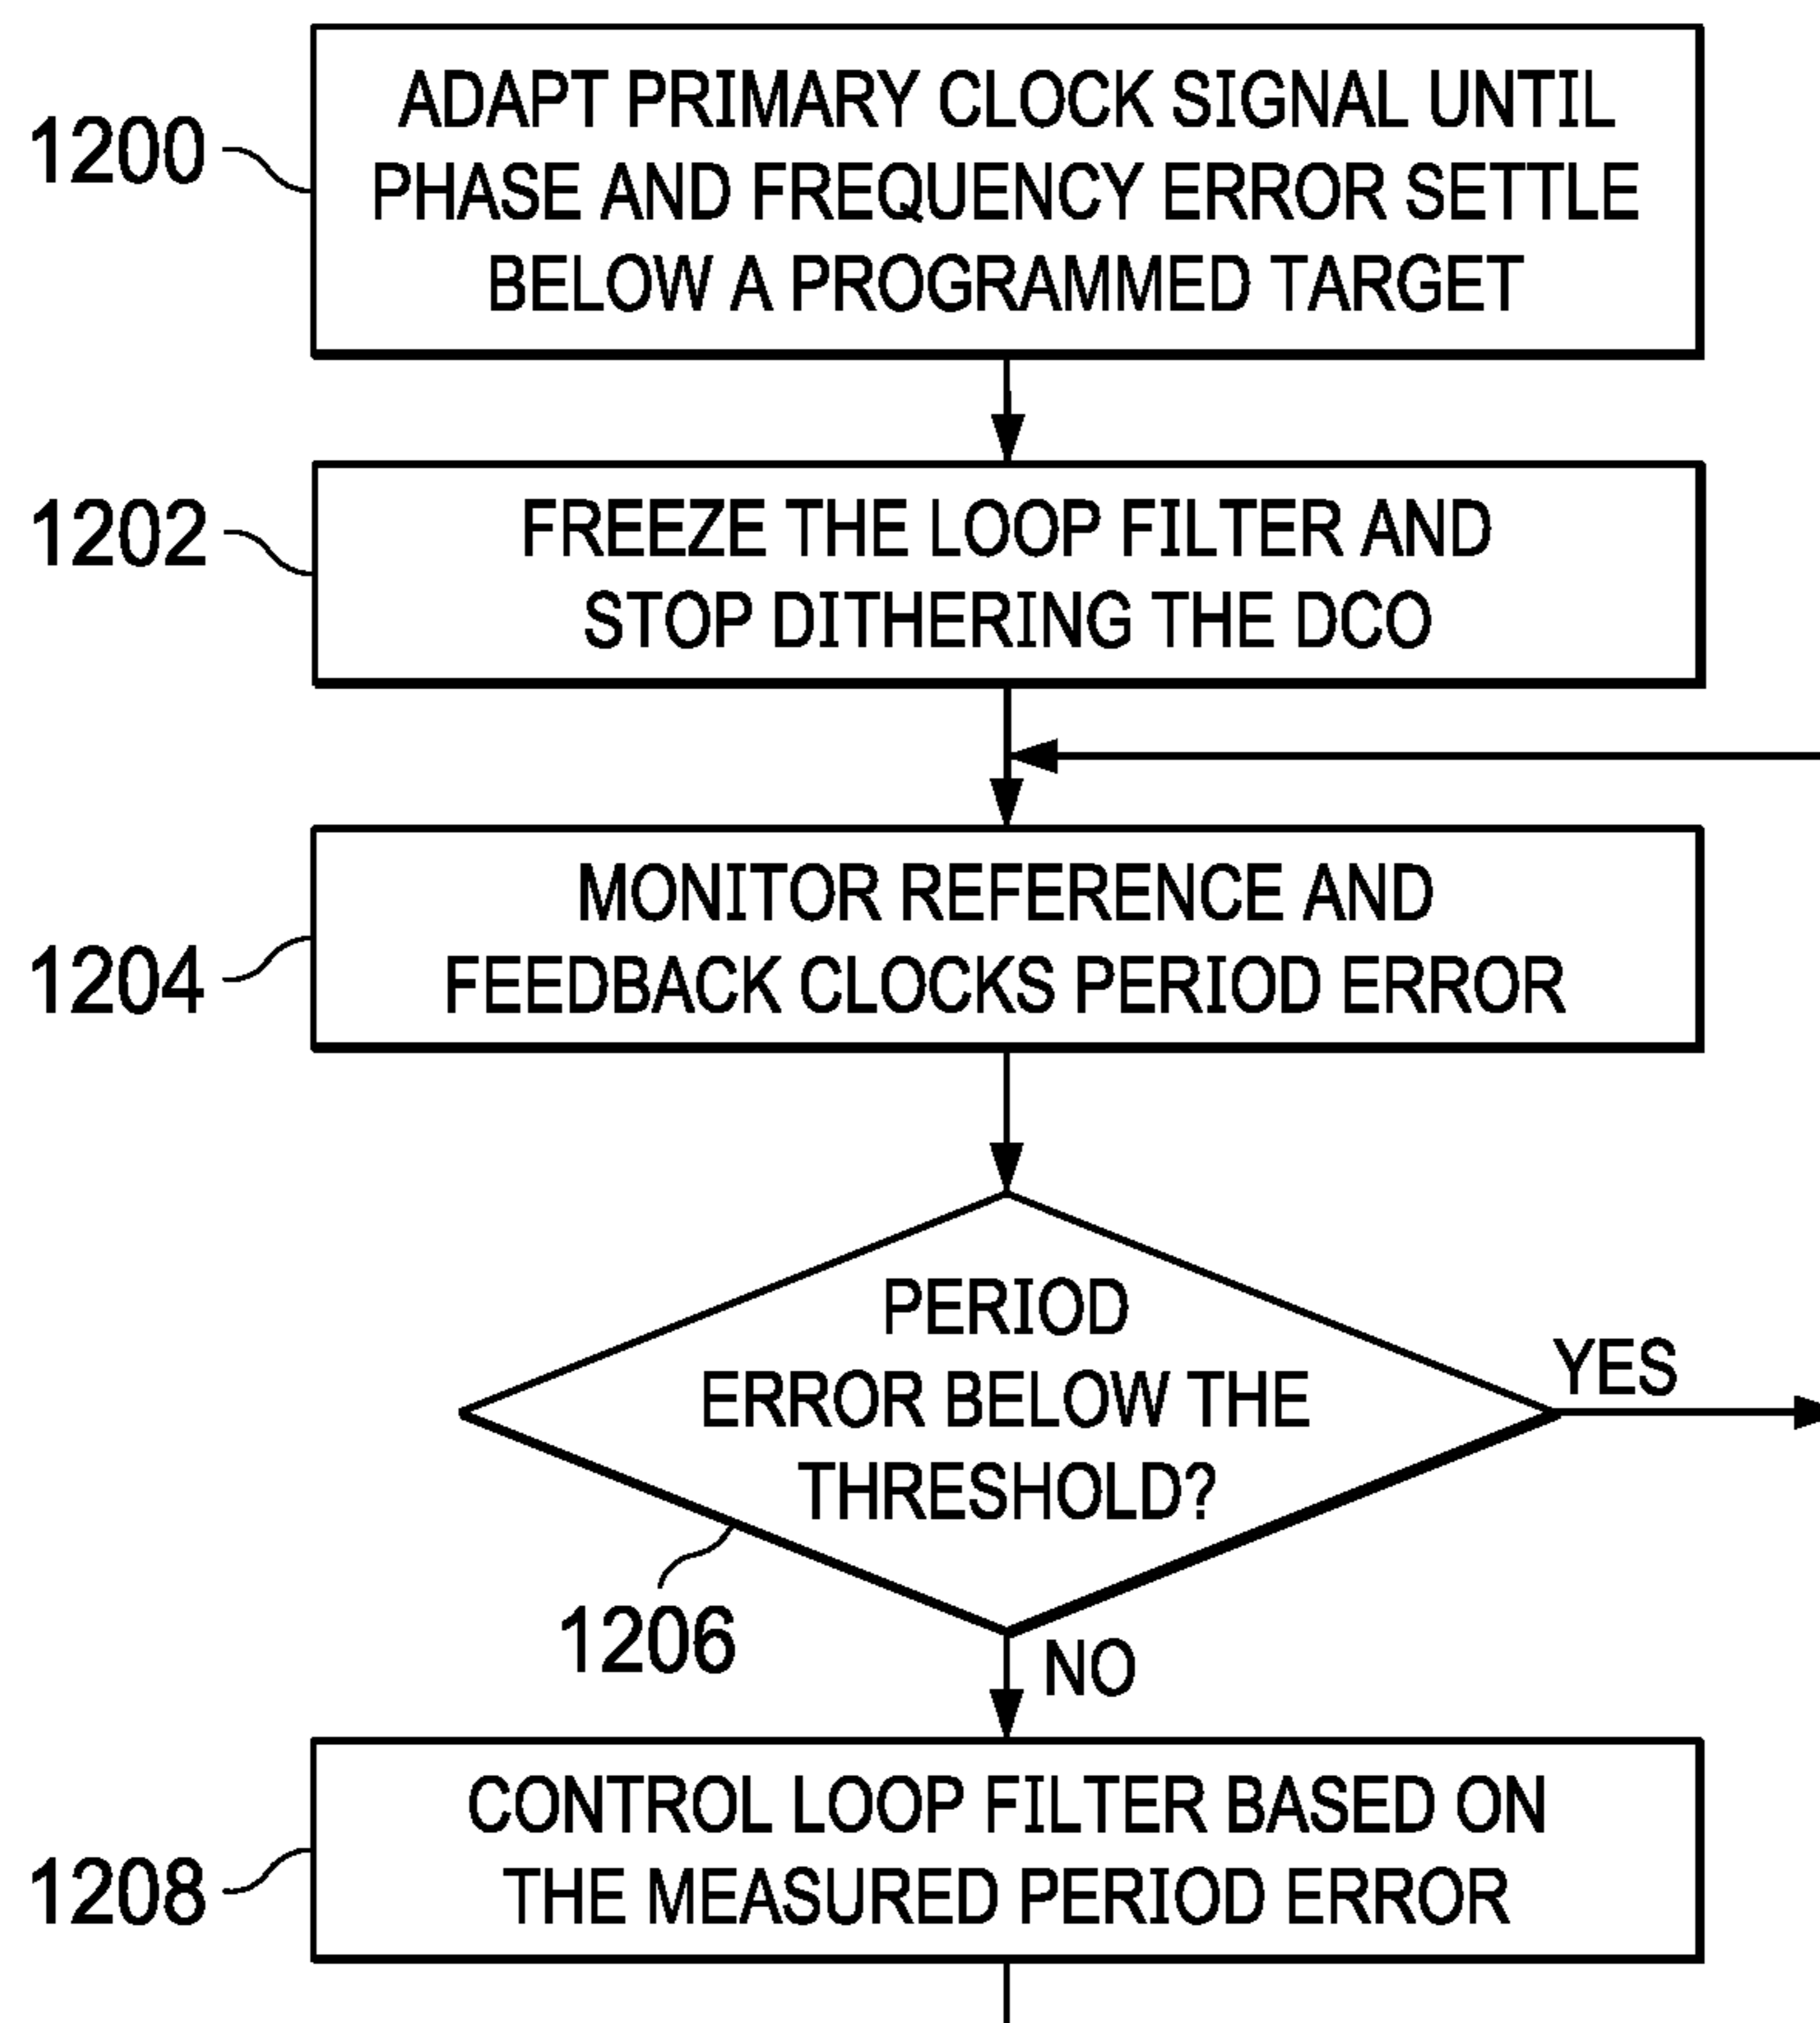 ADAPT PRIMARY CLOCK SIGNAL UNTIL
PHASE AND FREQUENCY ERROR SETTLE
BELOW A PROGRAMMED TARGET
1200
FREEZE THE LOOP FILTER AND
STOP DITHERING THE DCO
1202
MONITOR REFERENCE AND
FEEDBACK CLOCKS PERIOD ERROR
1204
PERIOD
ERROR BELOW THE
THRESHOLD?
YES
1206
NO
CONTROL LOOP FILTER BASED ON
THE MEASURED PERIOD ERROR
1208